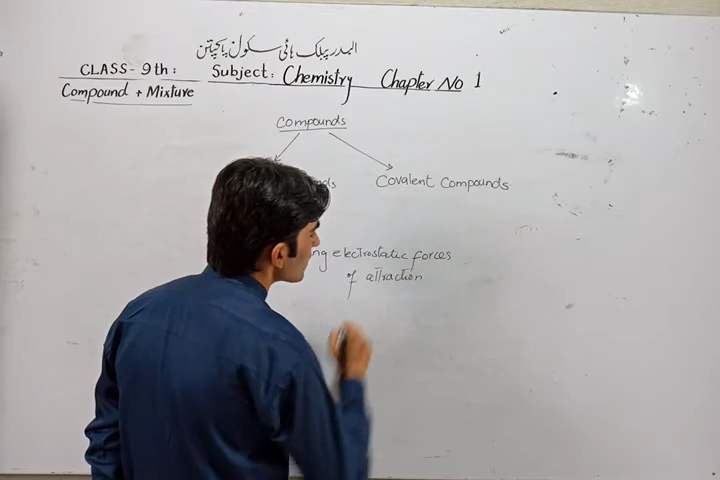 البدر پبلک ہائی سکول پاکپتن
CLASS- 9th: Subject: Chemistry Chapter No 1
Compound + Mixture
Compounds
Covalent Compounds
electrostatic forces
of attraction